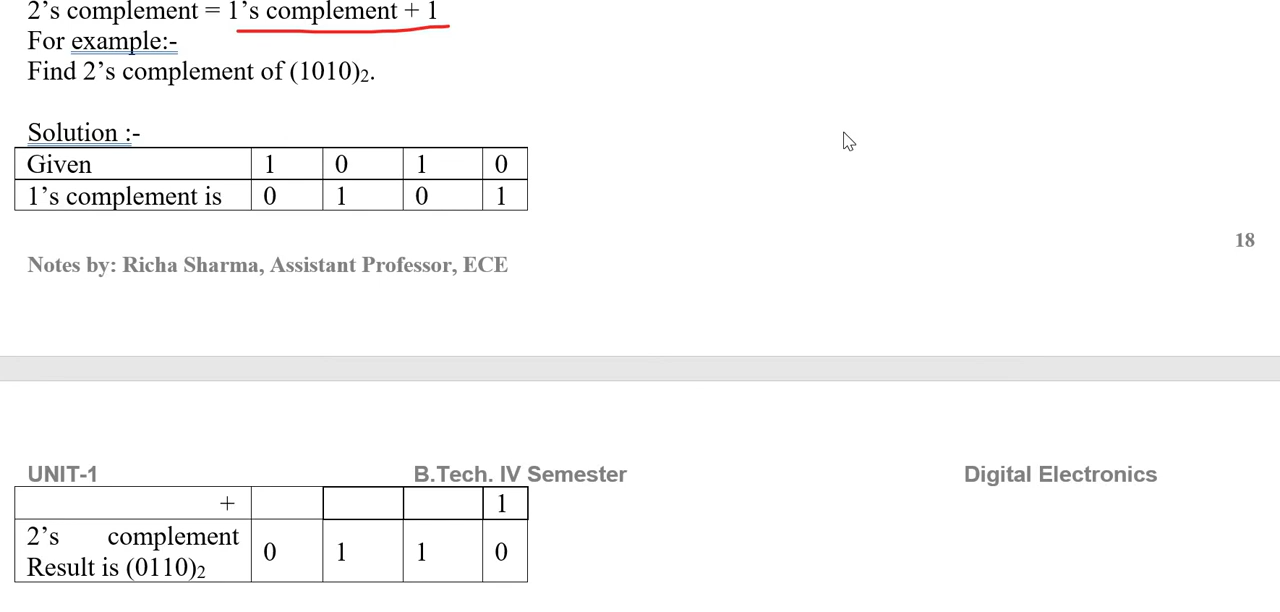 2’s complement = 1’s complement + 1
For example:-
Find 2’s complement of (1010)₂.
Solution :-
Given 1 0 1 0
1’s complement is 0 1 0 1
18
Notes by: Richa Sharma, Assistant Professor, ECE
UNIT-1 B.Tech. IV Semester Digital Electronics
+ 1
2’s complement
Result is (0110)₂ 0 1 1 0